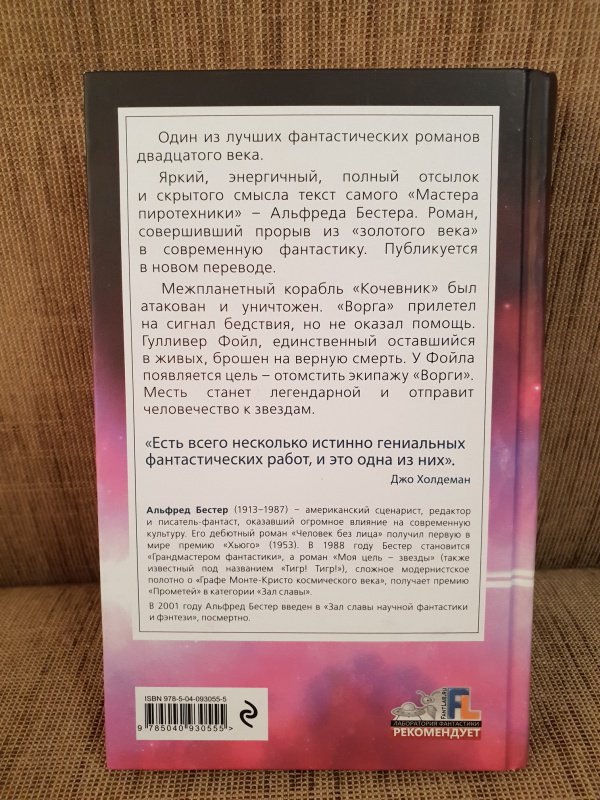 Один из лучших фантастических романов
двадцатого века.
Яркий, энергичный, полный отсылок
и скрытого смысла текст самого «Мастера
пиротехники» – Альфреда Бестера. Роман,
совершивший прорыв из «золотого века»
в современную фантастику. Публикуется
в новом переводе.
Межпланетный корабль «Кочевник» был
атакован и уничтожен. «Ворга» прилетел
на сигнал бедствия, но не оказал помощь.
Гулливер Фойл, единственный оставшийся
в живых, брошен на верную смерть. У Фойла
появляется цель – отомстить экипажу «Ворги».
Месть станет легендарной и отправит
человечество к звездам.
«Есть всего несколько истинно гениальных
фантастических работ, и это одна из них».
Джо Холдеман
Альфред Бестер (1913–1987) – американский сценарист, редактор
и писатель-фантаст, оказавший огромное влияние на современную
культуру. Его дебютный роман «Человек без лица» получил первую в
мире премию «Хьюго» (1953). В 1988 году Бестер становится
«Грандмастером фантастики», а роман «Моя цель – звезды» (также
известный под названием «Тигр! Тигр!»), сложное модернистское
полотно о «Графе Монте-Кристо космического века», получает премию
«Прометей» в категории «Зал славы».
В 2001 году Альфред Бестер введен в «Зал славы научной фантастики
и фэнтези», посмертно.
ISBN 978-5-04-093055-5
9 785040 930555 >
FANTLAB.RU
FL
ЛАБОРАТОРИЯ ФАНТАСТИКИ
РЕКОМЕНДУЕТ